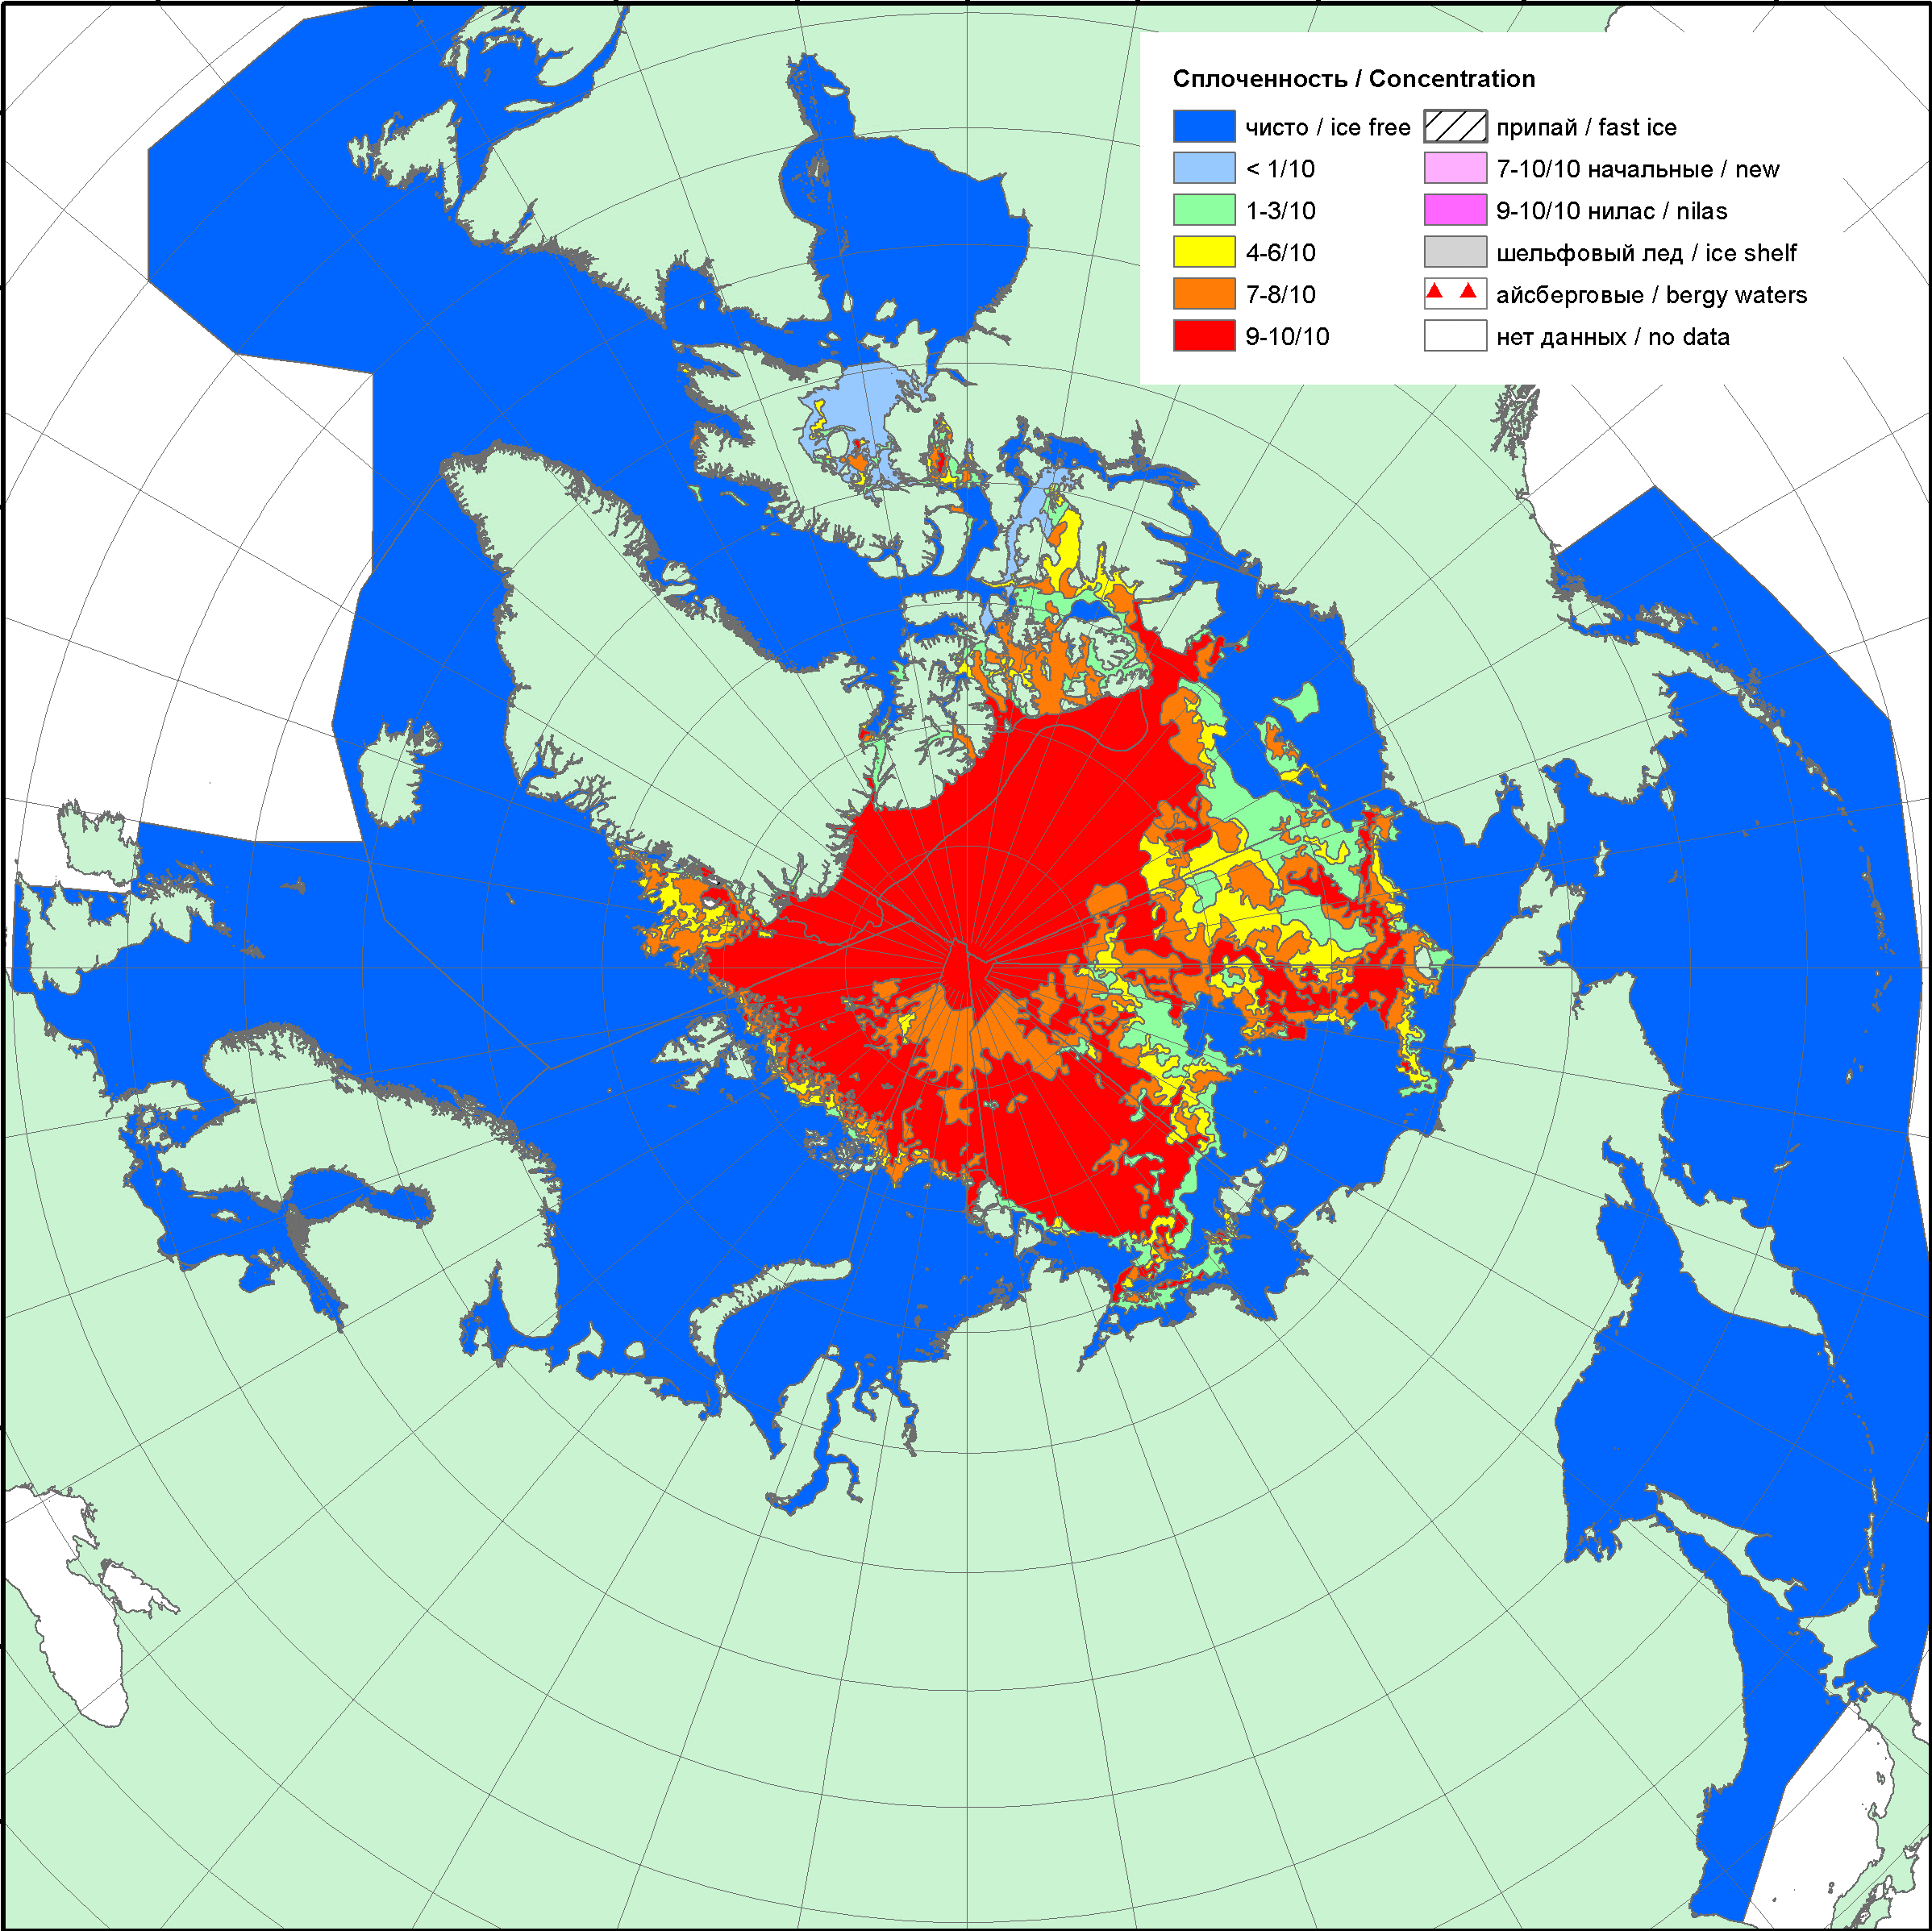 Сплоченность / Concentration
чисто / ice free
припай / fast ice
< 1/10
7-10/10 начальные / new
1-3/10
9-10/10 нилас / nilas
4-6/10
шельфовый лед / ice shelf
7-8/10
айсберговые / bergy waters
9-10/10
нет данных / no data